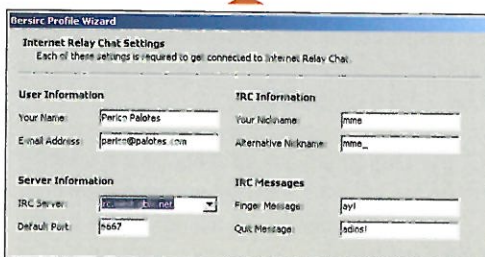 Bersirc Profile Wizard
Internet Relay Chat Settings
Each of these settings is required to get connected to Internet Relay Chat.
User Information
Your Name: Perico Palotes
E-mail Address: perico@palotes.com
IRC Information
Your Nickname: mme
Alternative Nickname: mme_
Server Information
IRC Server:
Default Port: 6667
IRC Messages
Finger Message: ay!
Quit Message: adios!